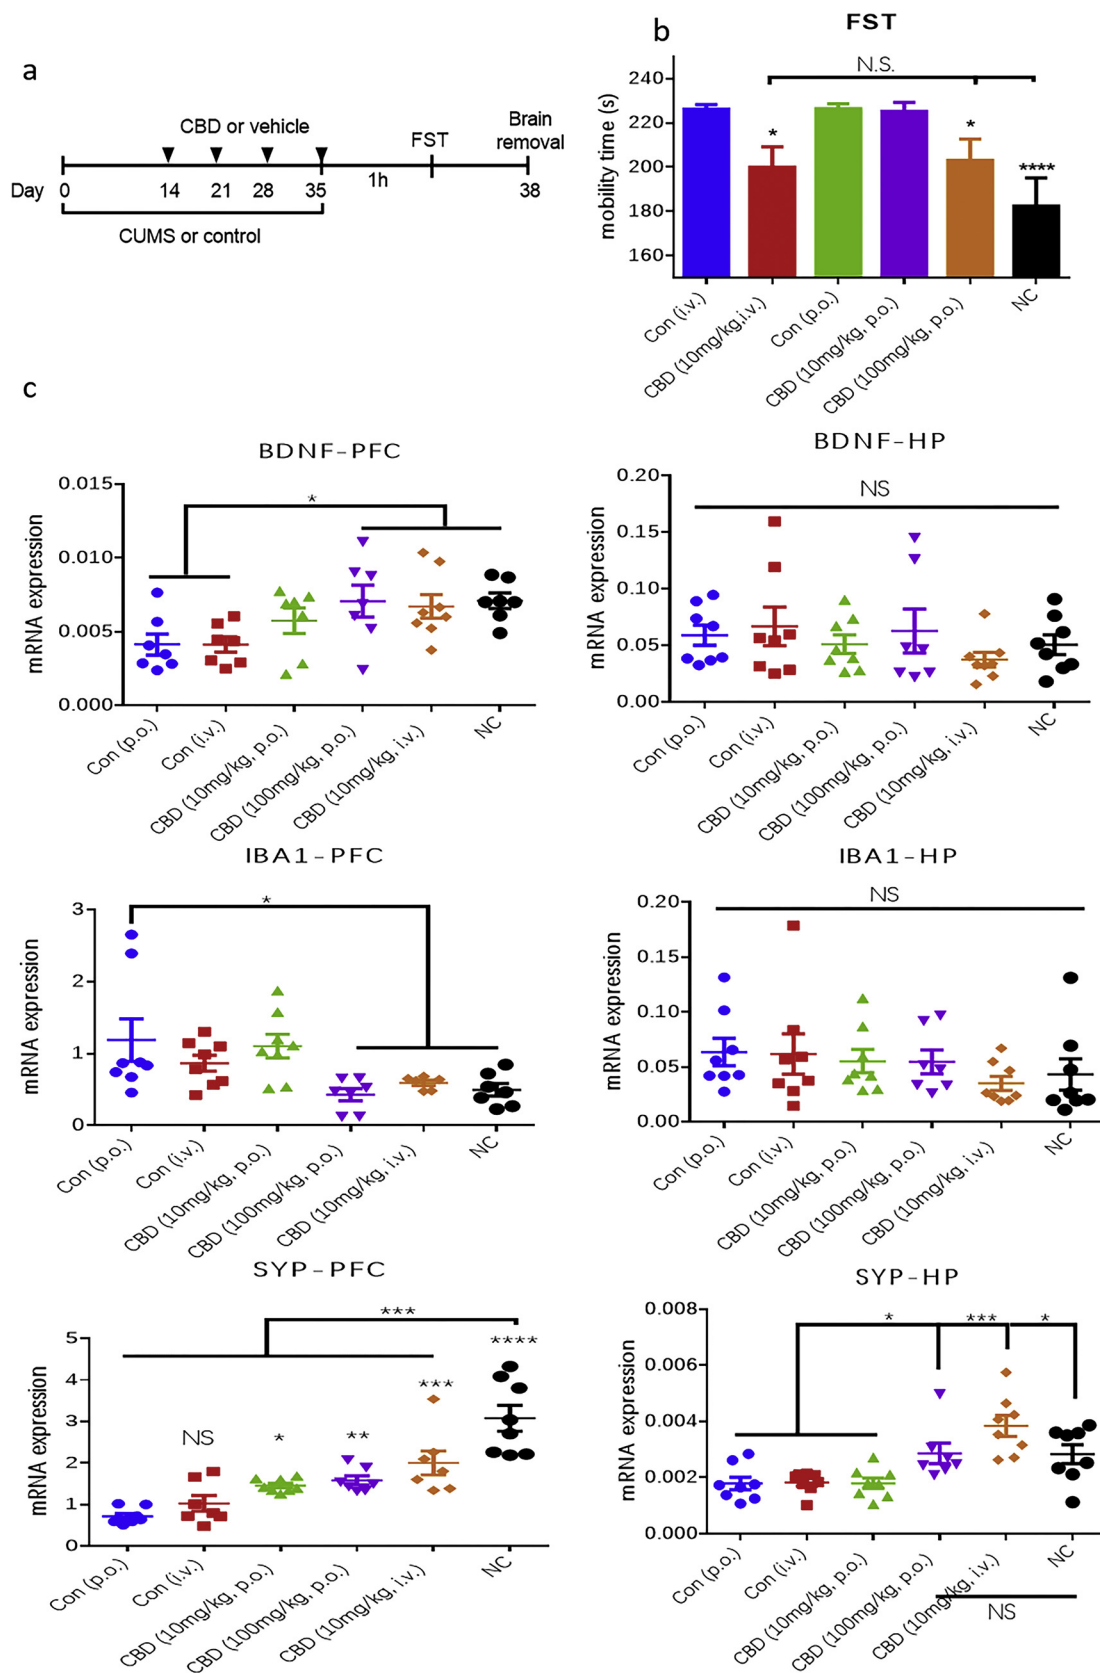 a
CBD or vehicle
FST
Brain
removal
Day 0 14 21 28 35 1h 38
CUMS or control
b
FST
N.S.
mobility time (s)
240
220
200
180
160
*
*
****
Con (i.v.)
CBD (10mg/kg,i.v.)
Con (p.o.)
CBD (10mg/kg, p.o.)
CBD (100mg/kg, p.o.)
NC
c
BDNF-PFC
mRNA expression
0.015
0.010
0.005
0.000
*
Con (p.o.)
Con (i.v.)
CBD (10mg/kg, p.o.)
CBD (100mg/kg, p.o.)
CBD (10mg/kg, i.v.)
NC
BDNF-HP
mRNA expression
0.20
0.15
0.10
0.05
0.00
NS
Con (p.o.)
Con (i.v.)
CBD (10mg/kg, p.o.)
CBD (100mg/kg, p.o.)
CBD (10mg/kg, i.v.)
NC
IBA1-PFC
mRNA expression
3
2
1
0
*
Con (p.o.)
Con (i.v.)
CBD (10mg/kg, p.o.)
CBD (100mg/kg, p.o.)
CBD (10mg/kg, i.v.)
NC
IBA1-HP
mRNA expression
0.20
0.15
0.10
0.05
0.00
NS
Con (p.o.)
Con (i.v.)
CBD (10mg/kg, p.o.)
CBD (100mg/kg, p.o.)
CBD (10mg/kg, i.v.)
NC
SYP-PFC
mRNA expression
5
4
3
2
1
0
***
****
***
NS
*
**
Con (p.o.)
Con (i.v.)
CBD (10mg/kg, p.o.)
CBD (100mg/kg, p.o.)
CBD (10mg/kg, i.v.)
NC
SYP-HP
mRNA expression
0.008
0.006
0.004
0.002
0.000
*
***
*
Con (p.o.)
Con (i.v.)
CBD (10mg/kg, p.o.)
CBD (100mg/kg, p.o.)
CBD (10mg/kg, i.v.)
NC
NS